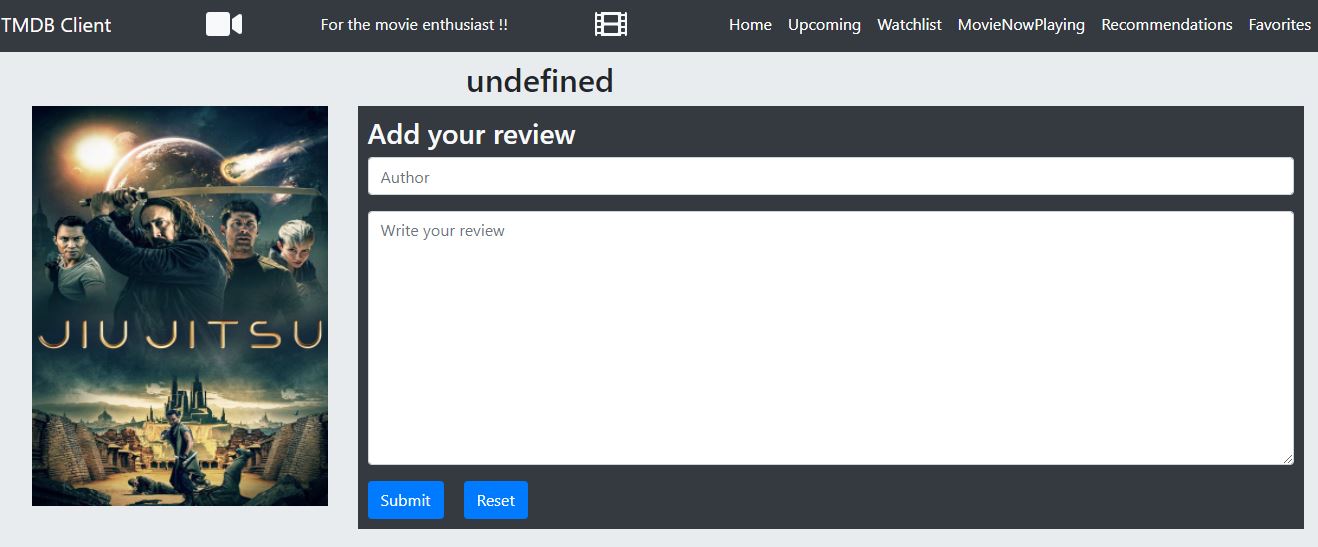 TMDB Client For the movie enthusiast !! Home Upcoming Watchlist MovieNowPlaying Recommendations Favorites
undefined
JIU JITSU
Add your review
Author
Write your review
Submit Reset